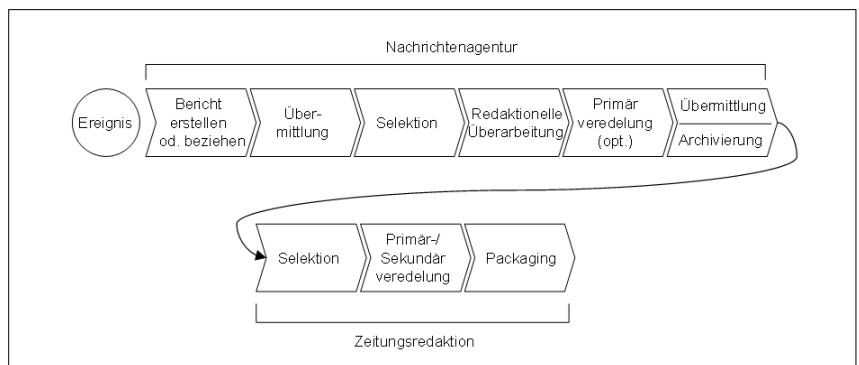 Nachrichtenagentur
Ereignis
Bericht
erstellen
od. beziehen
Über-
mittlung
Selektion
Redaktionelle
Überarbeitung
Primär
veredelung
(opt.)
Übermittlung
Archivierung
Selektion
Primär-/
Sekundär
veredelung
Packaging
Zeitungsredaktion